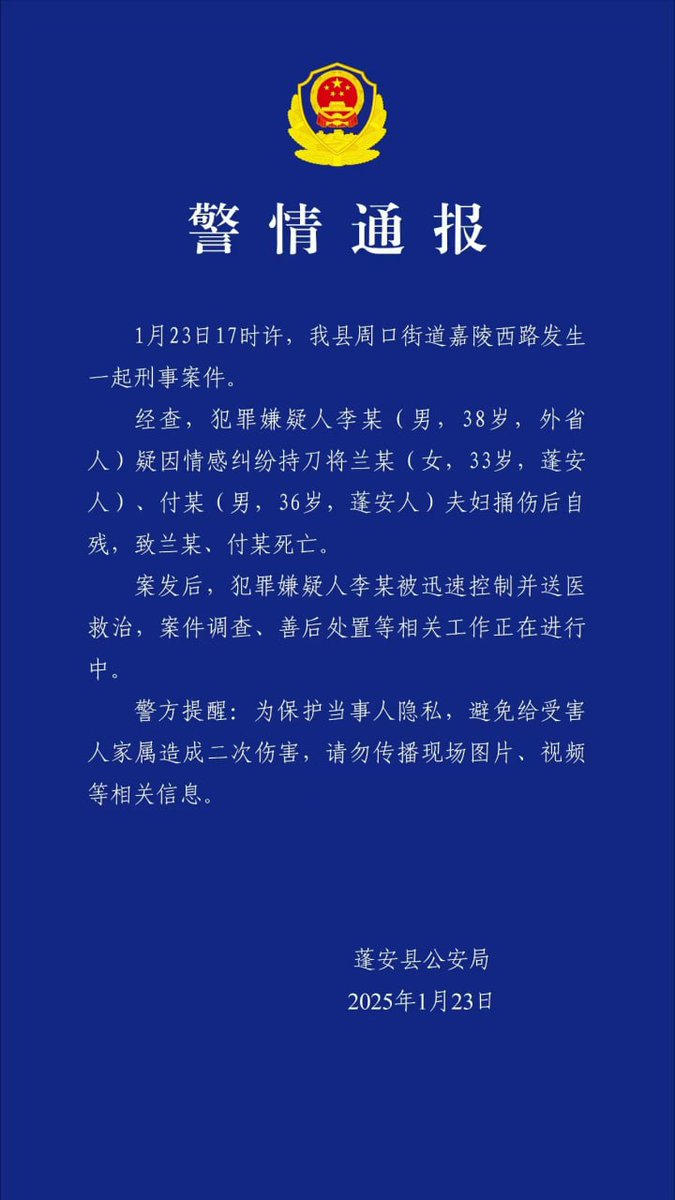 警情通报
1月23日17时许，我县周口街道嘉陵西路发生
一起刑事案件。
经查，犯罪嫌疑人李某（男，38岁，外省
人）疑因情感纠纷持刀将兰某（女，33岁，蓬安
人）、付某（男，36岁，蓬安人）夫妇捅伤后自
残，致兰某、付某死亡。
案发后，犯罪嫌疑人李某被迅速控制并送医
救治，案件调查、善后处置等相关工作正在进行
中。
警方提醒：为保护当事人隐私，避免给受害
人家属造成二次伤害，请勿传播现场图片、视频
等相关信息。
蓬安县公安局
2025年1月23日